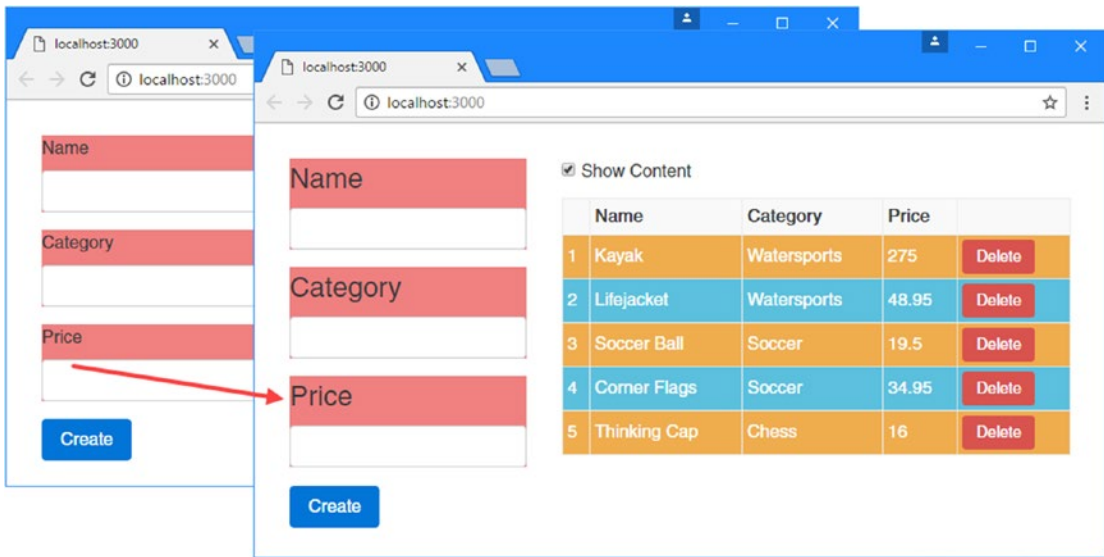 localhost:3000
localhost:3000
Name
Category
Price
Create
localhost:3000
localhost:3000
Name
Category
Price
Create
Show Content
Name Category Price
1 Kayak Watersports 275 Delete
2 Lifejacket Watersports 48.95 Delete
3 Soccer Ball Soccer 19.5 Delete
4 Corner Flags Soccer 34.95 Delete
5 Thinking Cap Chess 16 Delete